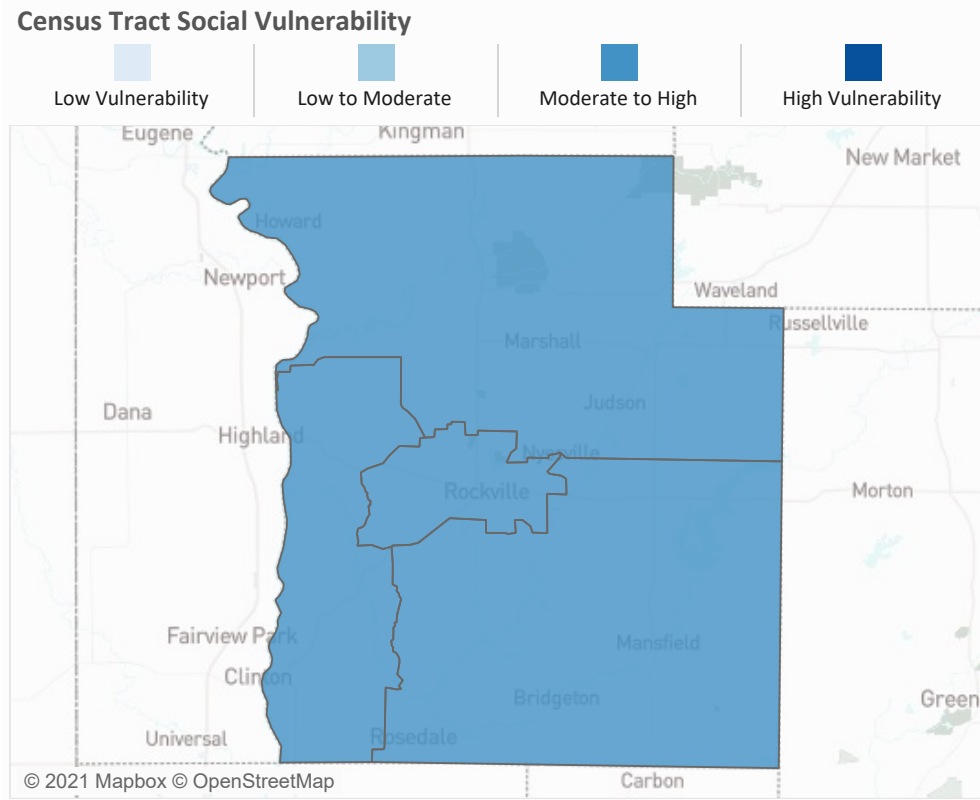 Census Tract Social Vulnerability
Low Vulnerability
Low to Moderate
Moderate to High
High Vulnerability
Eugene
Kingman
New Market
Howard
Newport
Waveland
Russellville
Marshall
Judson
Dana
Highland
Nyesville
Rockville
Morton
Fairview Park
Mansfield
Clinton
Bridgeton
Green
Universal
Rosedale
© 2021 Mapbox © OpenStreetMap
Carbon